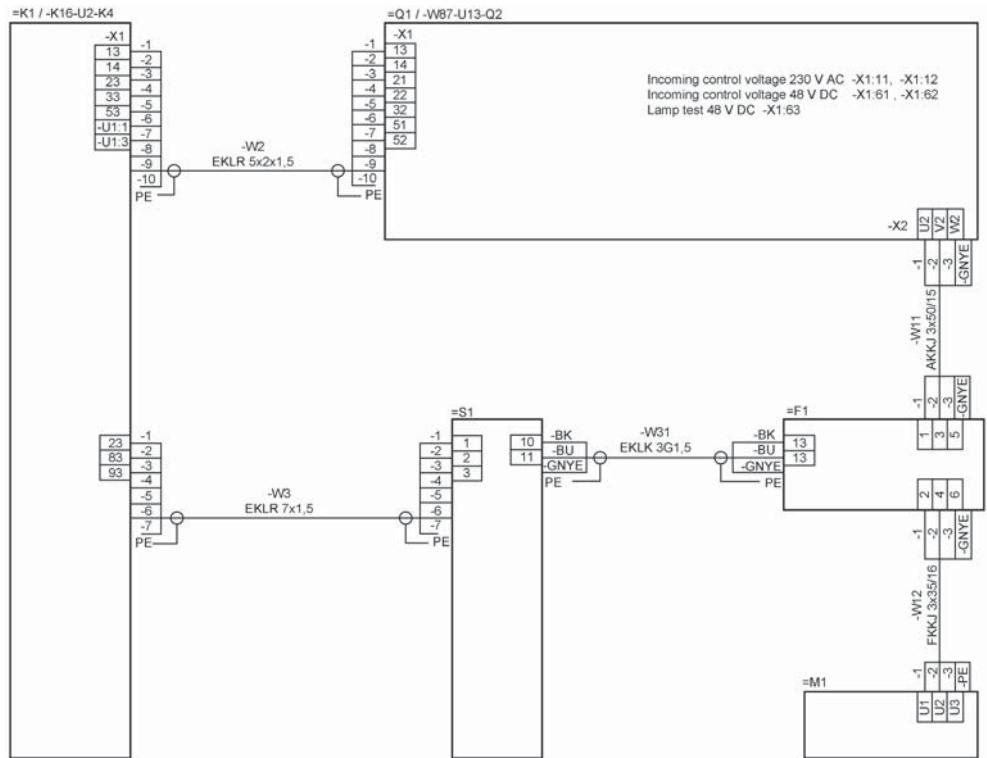 =K1 / -K16-U2-K4
-X1
13
14
23
33
53
-U1:1
-U1:3
-1
-2
-3
-4
-5
-6
-7
-8
-9
-10
PE
-W2
EKLR 5x2x1,5
=Q1 / -W87-U13-Q2
-X1
13
14
21
22
32
51
52
-1
-2
-3
-4
-5
-6
-7
-8
-9
-10
PE
Incoming control voltage 230 V AC -X1:11, -X1:12
Incoming control voltage 48 V DC -X1:61 , -X1:62
Lamp test 48 V DC -X1:63
-X2
U2
V2
W2
-1
-2
-3
-GNYE
-W11
AKKJ 3x50/15
-1
-2
-3
-GNYE
23
83
93
-1
-2
-3
-4
-5
-6
-7
PE
-W3
EKLR 7x1,5
=S1
-1
-2
-3
-4
-5
-6
-7
PE
1
2
3
10
11
-BK
-BU
-GNYE
PE
-W31
EKLK 3G1,5
=F1
-BK
-BU
-GNYE
PE
13
13
1
3
5
2
4
6
-1
-2
-3
-GNYE
-W12
FKKJ 3x35/16
-1
-2
-3
-PE
=M1
U1
U2
U3